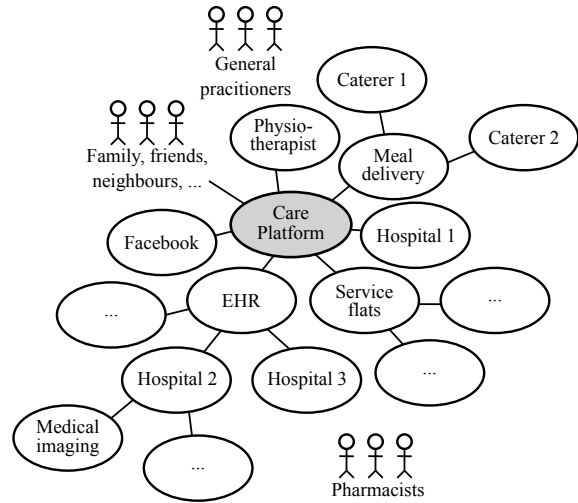 General
pracitioners
Caterer 1
Physio-
therapist
Caterer 2
Family, friends,
neighbours, ...
Meal
delivery
Care
Platform
Facebook
Hospital 1
...
EHR
Service
flats
...
Hospital 2
Hospital 3
...
Medical
imaging
...
Pharmacists